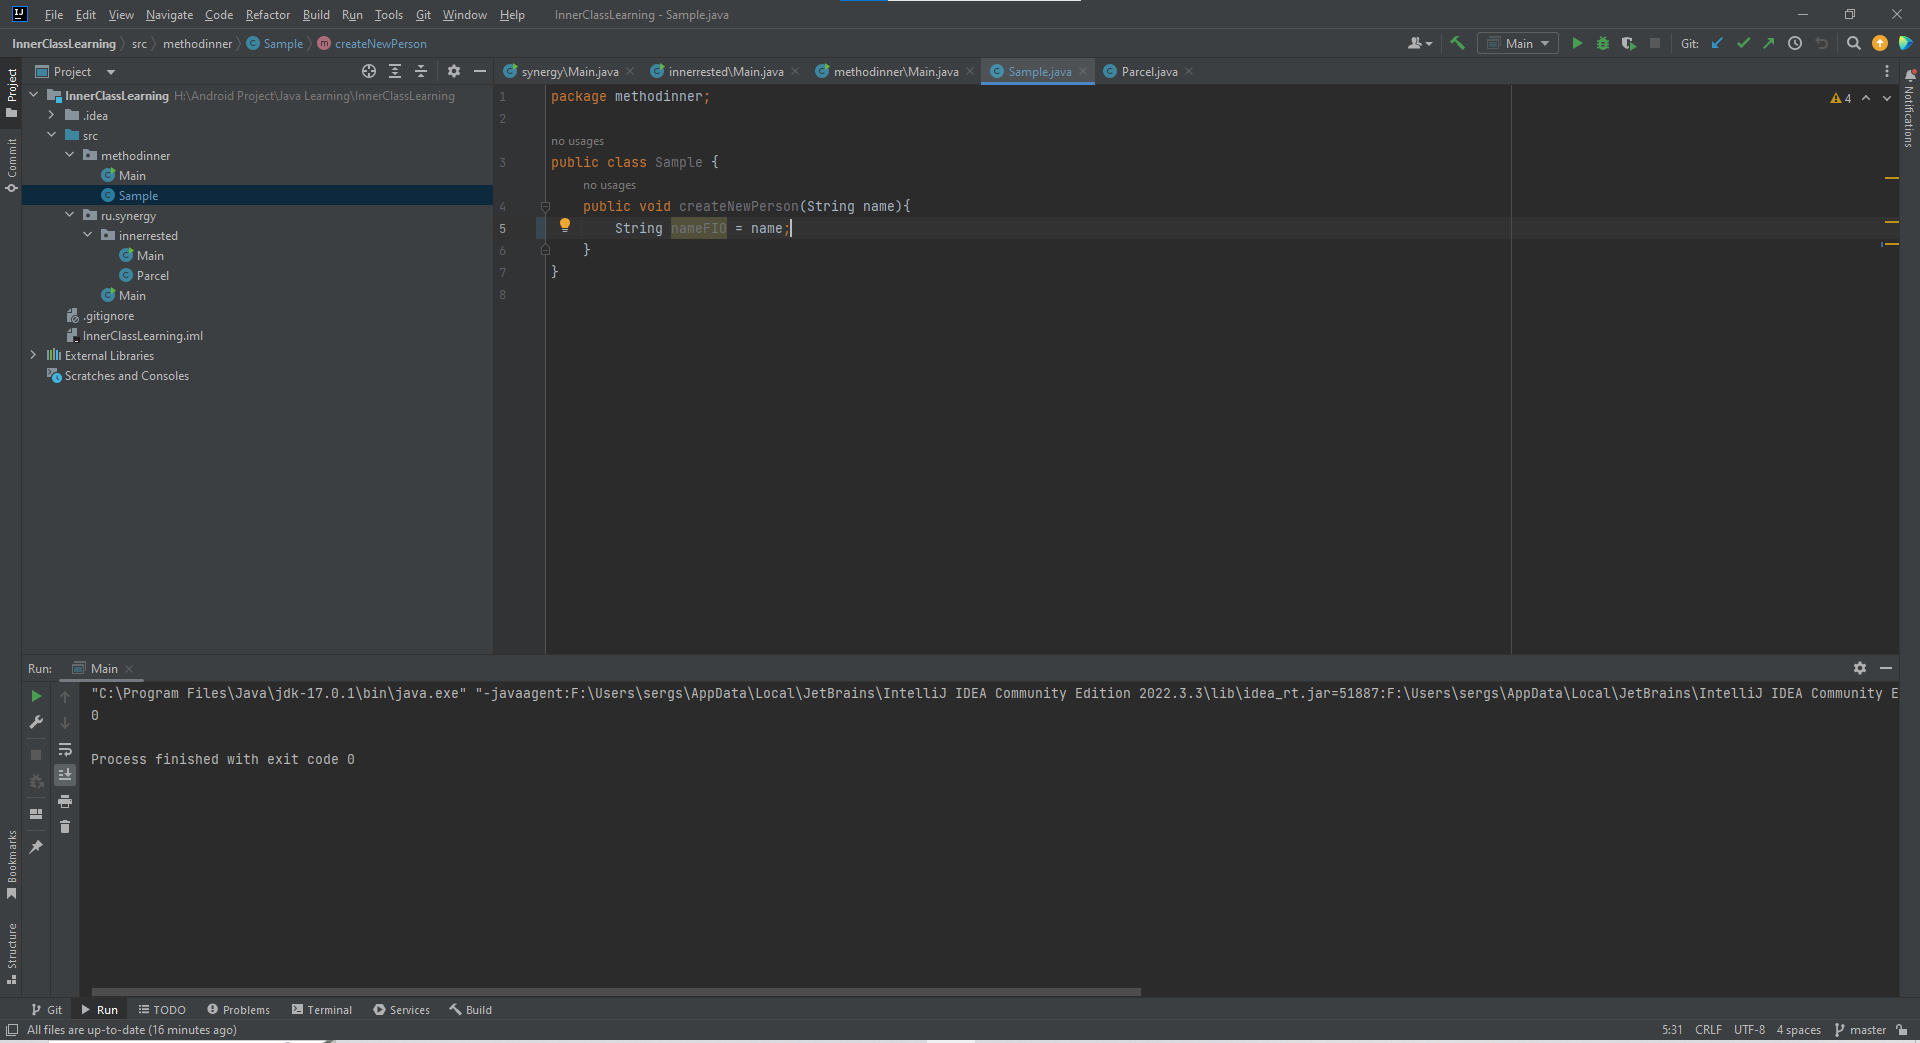 File Edit View Navigate Code Refactor Build Run Tools Git Window Help InnerClassLearning - Sample.java
InnerClassLearning src methodinner Sample createNewPerson Main Git:
Project
synergy\Main.java innerrested\Main.java methodinner\Main.java Sample.java Parcel.java
InnerClassLearning H:\Android Project\Java Learning\InnerClassLearning
.idea
src
methodinner
Main
Sample
ru.synergy
innerrested
Main
Parcel
Main
.gitignore
InnerClassLearning.iml
External Libraries
Scratches and Consoles
Project
Commit
Bookmarks
Structure
1 package methodinner;
2
no usages
3 public class Sample {
no usages
4 public void createNewPerson(String name){
5 String nameFIO = name;
6 }
7 }
8
4
Notifications
Run: Main
"C:\Program Files\Java\jdk-17.0.1\bin\java.exe" "-javaagent:F:\Users\sergs\AppData\Local\JetBrains\IntelliJ IDEA Community Edition 2022.3.3\lib\idea_rt.jar=51887:F:\Users\sergs\AppData\Local\JetBrains\IntelliJ IDEA Community E
0
Process finished with exit code 0
Git Run TODO Problems Terminal Services Build
All files are up-to-date (16 minutes ago) 5:31 CRLF UTF-8 4 spaces master